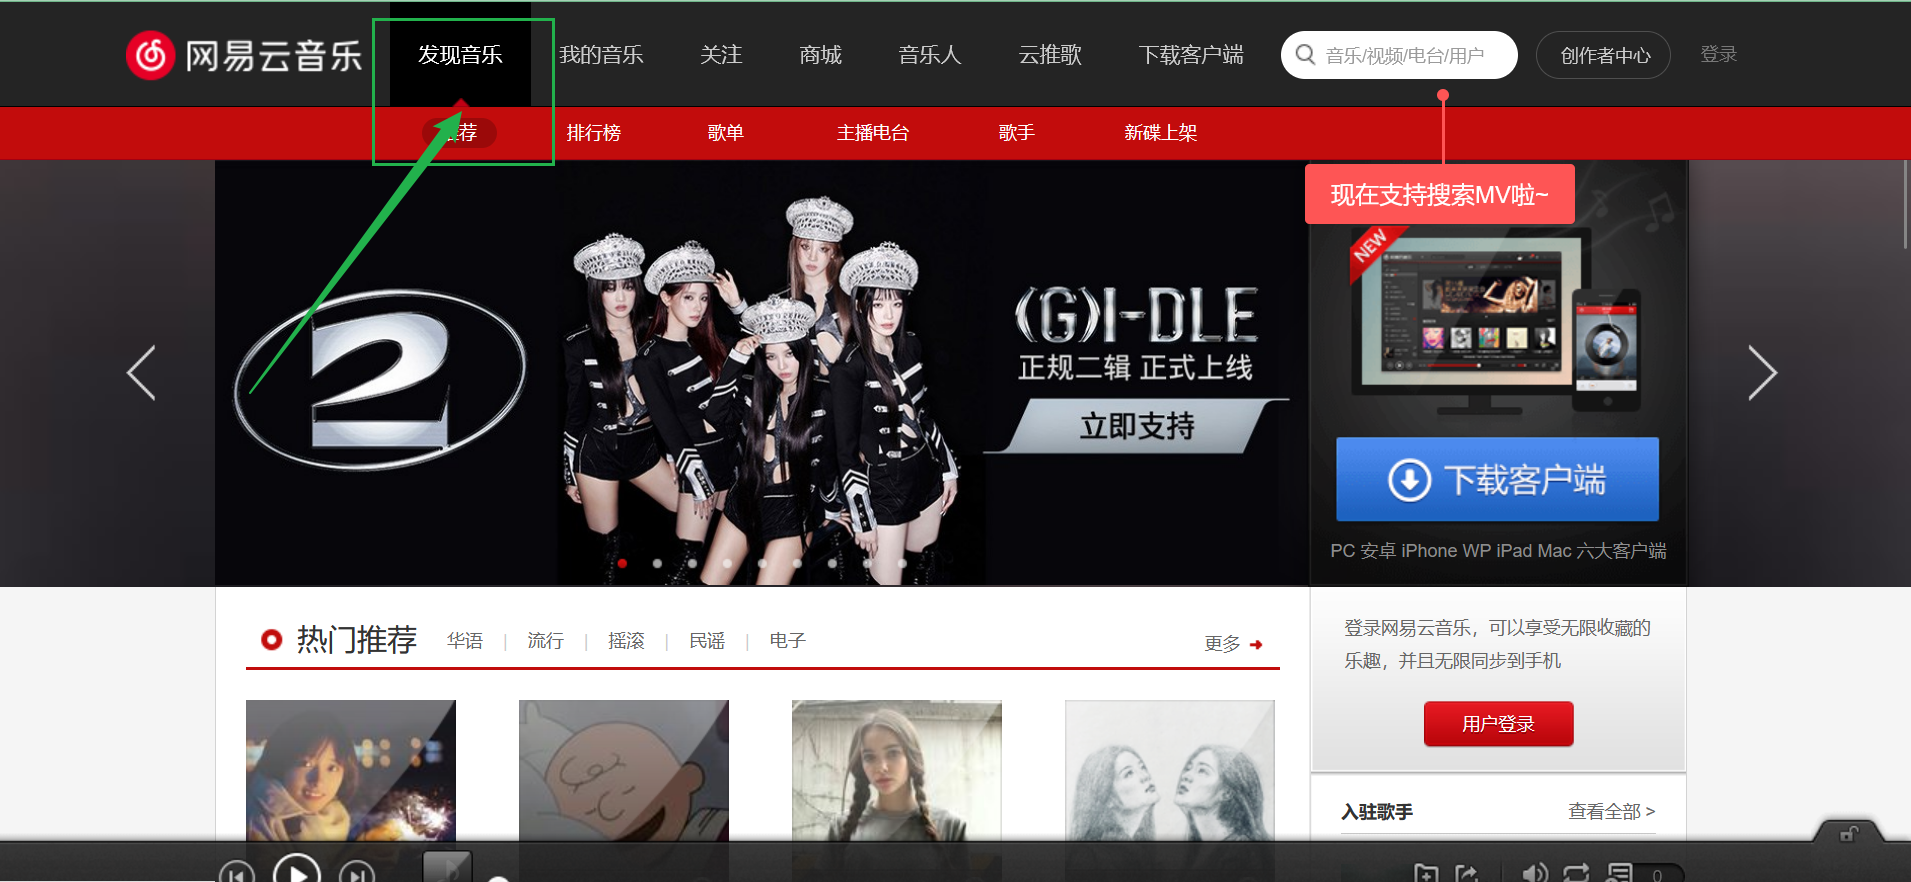 网易云音乐 发现音乐 我的音乐 关注 商城 音乐人 云推歌 下载客户端 音乐/视频/电台/用户 创作者中心 登录
推荐 排行榜 歌单 主播电台 歌手 新碟上架
现在支持搜索MV啦~
NEW
2
(G)I-DLE
正规二辑 正式上线
立即支持
下载客户端
PC 安卓 iPhone WP iPad Mac 六大客户端
热门推荐 华语 | 流行 | 摇滚 | 民谣 | 电子 更多
登录网易云音乐，可以享受无限收藏的
乐趣，并且无限同步到手机
用户登录
入驻歌手 查看全部 >
0